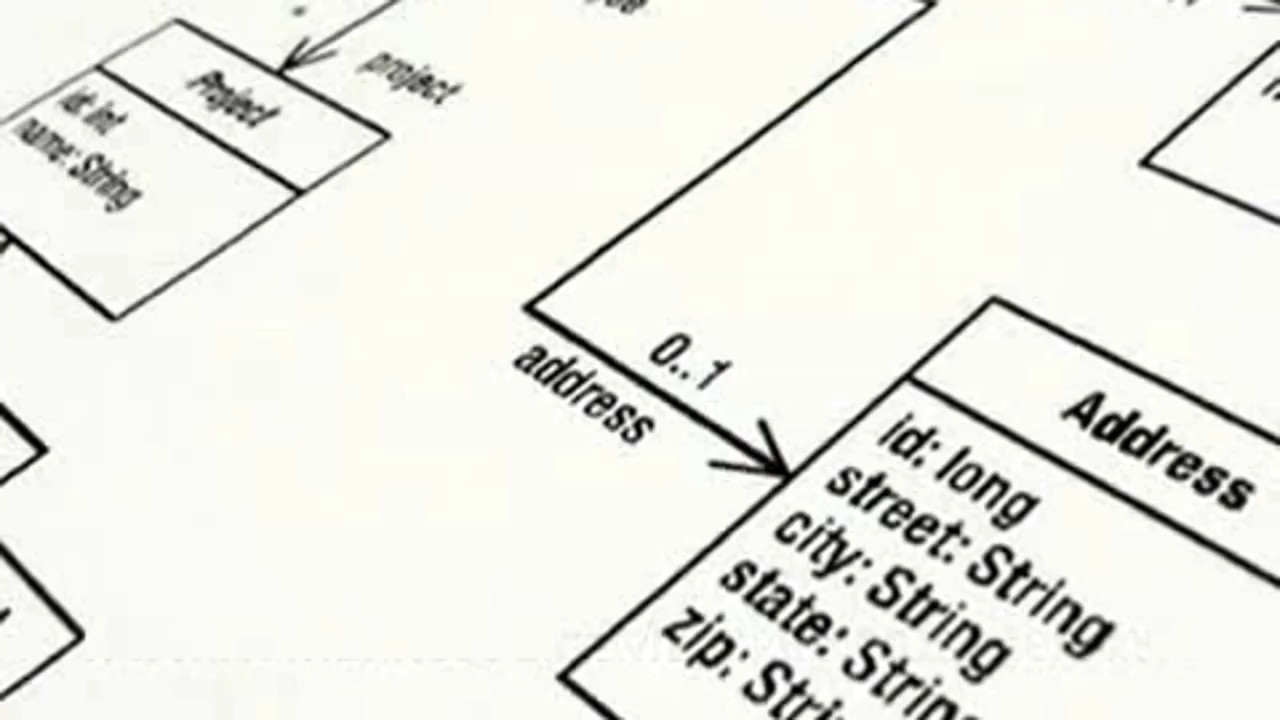 project
Project
id: int
name: String
0..1
address
Address
id: long
street: String
city: String
state: String
zip: